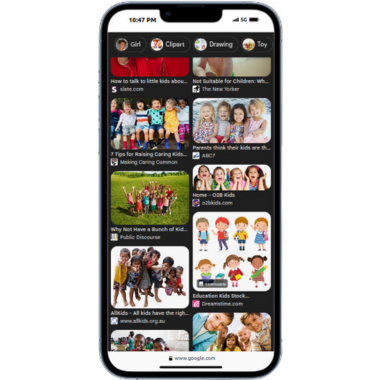 10:47 PM
5G
Girl
Clipart
Drawing
Toy
How to talk to little kids abou...
slate.com
Not Suitable for Children: Wh...
The New Yorker
7 Tips for Raising Caring Kids...
Making Caring Common
Parents think their kids are th...
ABC7
Home - O2B Kids
o2bkids.com
Why Not Have a Bunch of Kid...
Public Discourse
Education Kids Stock...
Dreamstime.com
AllKids - All kids have the righ...
www.allkids.org.au
www.google.com